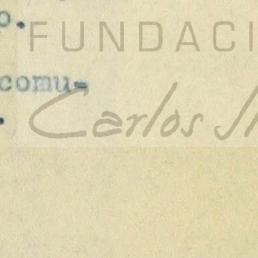 o.
FUNDACI
comu-
.
Carlos